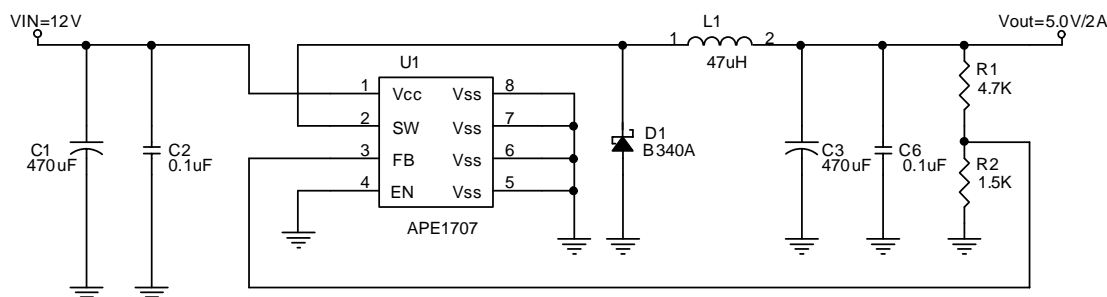 VIN=12V
Vout=5.0V/2A
L1
1 2
47uH
U1
1 Vcc Vss 8
2 SW Vss 7
3 FB Vss 6
4 EN Vss 5
APE1707
C1
470uF
C2
0.1uF
D1
B340A
C3
470uF
C6
0.1uF
R1
4.7K
R2
1.5K